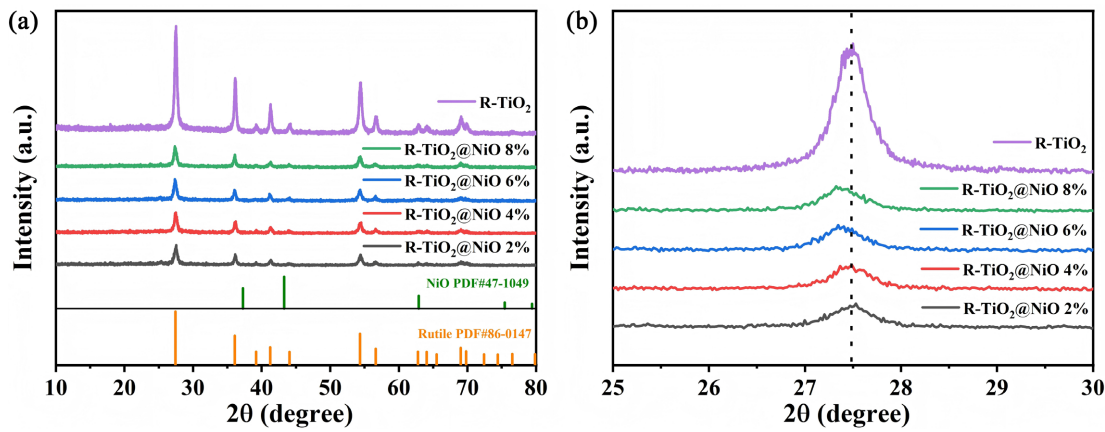 (a)
Intensity (a.u.)
R-TiO₂
R-TiO₂@NiO 8%
R-TiO₂@NiO 6%
R-TiO₂@NiO 4%
R-TiO₂@NiO 2%
NiO PDF#47-1049
Rutile PDF#86-0147
10 20 30 40 50 60 70 80
2θ (degree)
(b)
Intensity (a.u.)
R-TiO₂
R-TiO₂@NiO 8%
R-TiO₂@NiO 6%
R-TiO₂@NiO 4%
R-TiO₂@NiO 2%
25 26 27 28 29 30
2θ (degree)